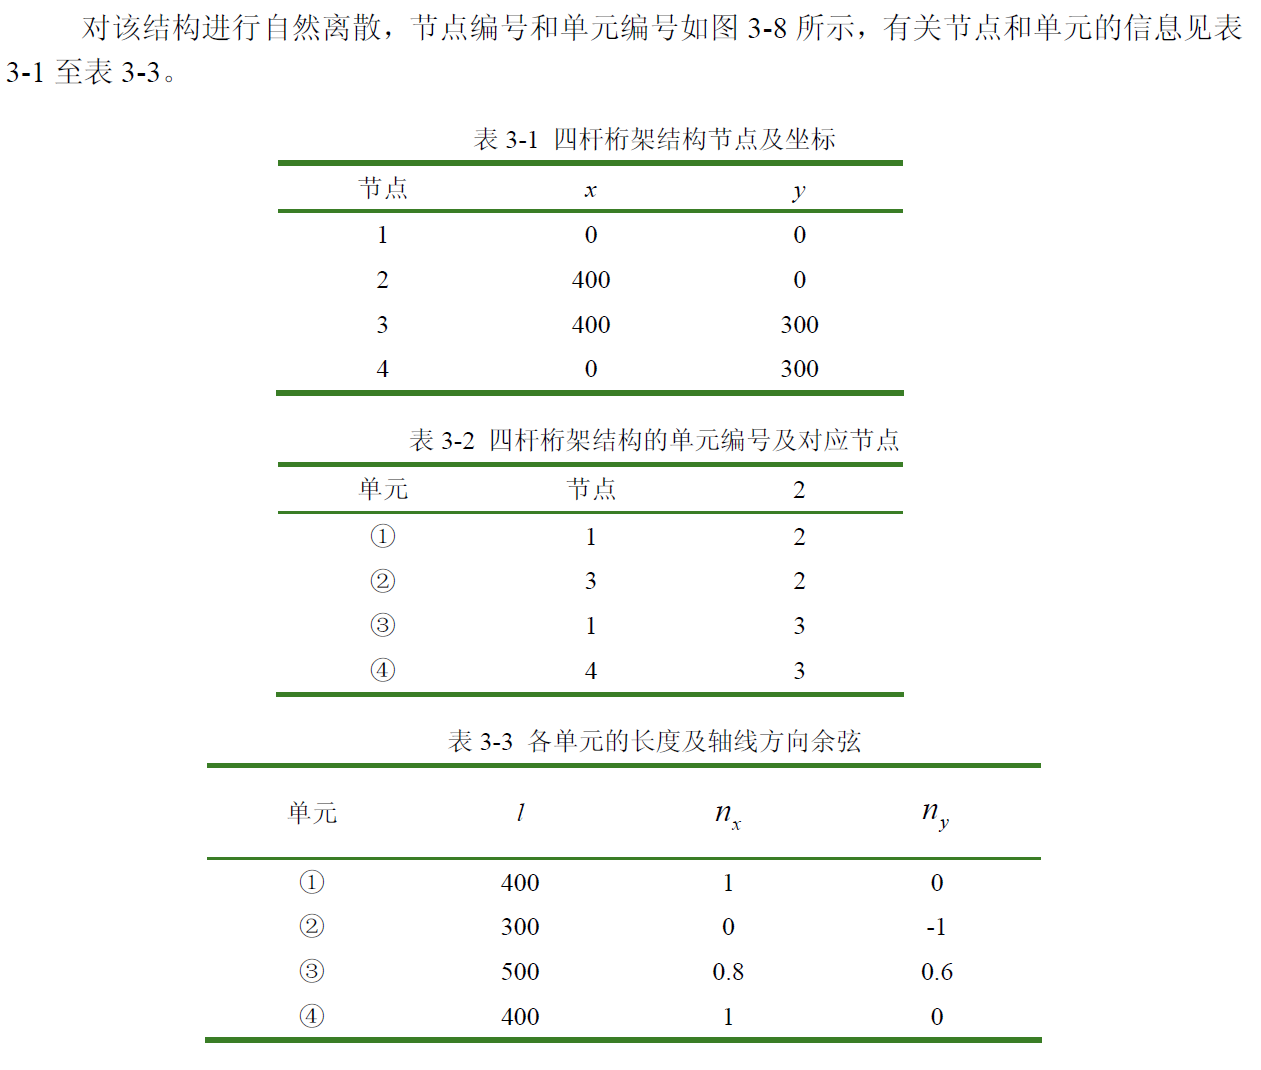 对该结构进行自然离散，节点编号和单元编号如图 3-8 所示，有关节点和单元的信息见表
3-1 至表 3-3。
表 3-1 四杆桁架结构节点及坐标
节点 x y
1 0 0
2 400 0
3 400 300
4 0 300
表 3-2 四杆桁架结构的单元编号及对应节点
单元 节点 2
① 1 2
② 3 2
③ 1 3
④ 4 3
表 3-3 各单元的长度及轴线方向余弦
单元 l n_x n_y
① 400 1 0
② 300 0 -1
③ 500 0.8 0.6
④ 400 1 0